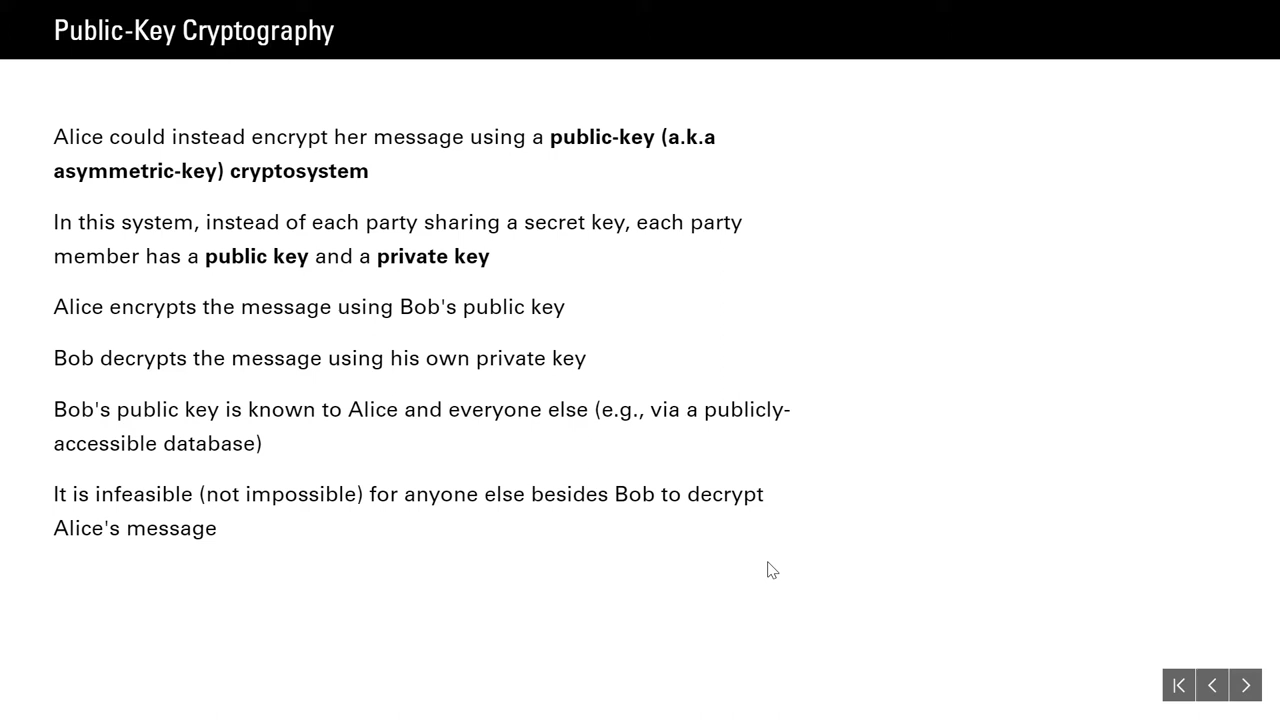 Public-Key Cryptography
Alice could instead encrypt her message using a public-key (a.k.a
asymmetric-key) cryptosystem
In this system, instead of each party sharing a secret key, each party
member has a public key and a private key
Alice encrypts the message using Bob's public key
Bob decrypts the message using his own private key
Bob's public key is known to Alice and everyone else (e.g., via a publicly-
accessible database)
It is infeasible (not impossible) for anyone else besides Bob to decrypt
Alice's message